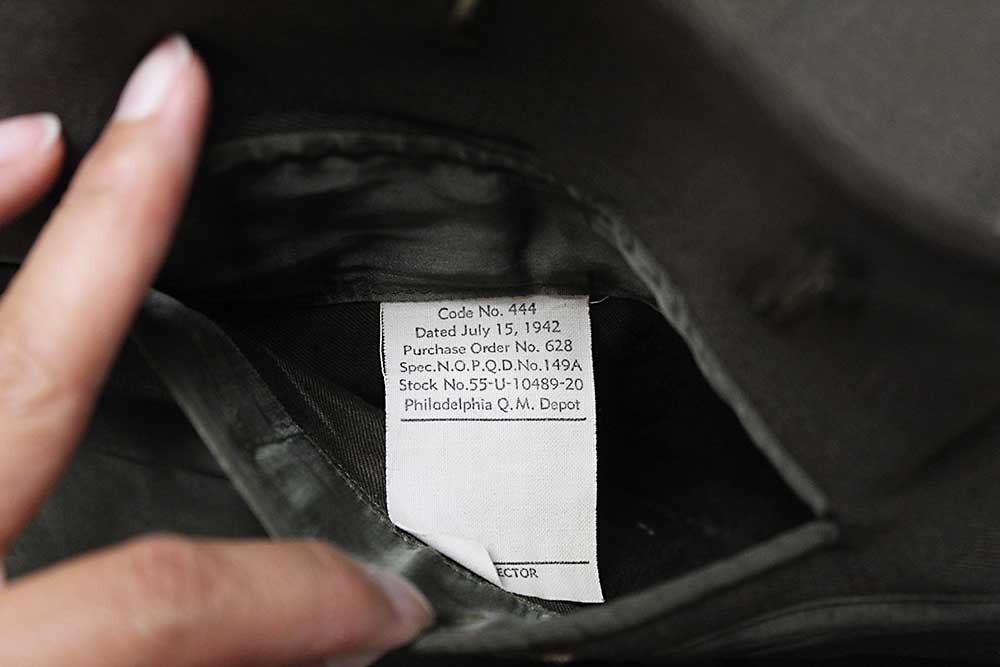 Code No. 444
Dated July 15, 1942
Purchase Order No. 628
Spec.N.O.P.Q.D.No.149A
Stock No.55-U-10489-20
Philadelphia Q.M. Depot
ECTOR